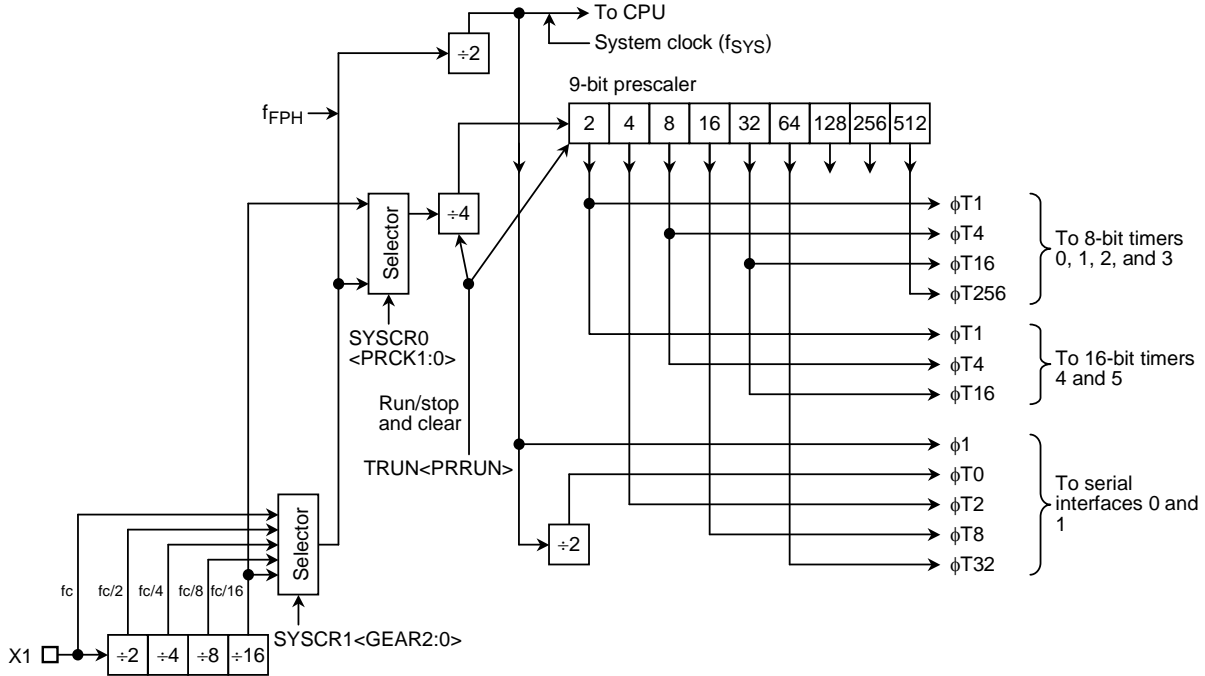 To CPU
÷2
System clock (fSYS)
9-bit prescaler
fFPH
2 4 8 16 32 64 128 256 512
Selector
÷4
ϕT1
ϕT4
ϕT16
ϕT256
To 8-bit timers
0, 1, 2, and 3
SYSCR0
<PRCK1:0>
ϕT1
ϕT4
ϕT16
To 16-bit timers
4 and 5
Run/stop
and clear
TRUN<PRRUN>
ϕ1
ϕT0
ϕT2
ϕT8
ϕT32
To serial
interfaces 0 and
1
Selector
÷2
fc fc/2 fc/4 fc/8 fc/16
SYSCR1<GEAR2:0>
X1
÷2 ÷4 ÷8 ÷16